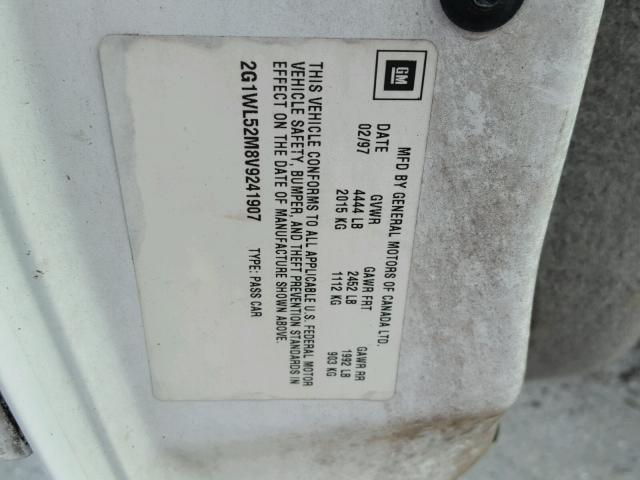 GM
MFD BY GENERAL MOTORS OF CANADA LTD.
DATE GVWR GAWR FRT GAWR RR
02/97 4444 LB 2452 LB 1992 LB
2015 KG 1112 KG 903 KG
THIS VEHICLE CONFORMS TO ALL APPLICABLE U.S. FEDERAL MOTOR
VEHICLE SAFETY, BUMPER, AND THEFT PREVENTION STANDARDS IN
EFFECT ON THE DATE OF MANUFACTURE SHOWN ABOVE.
2G1WL52M8V9241907 TYPE: PASS CAR